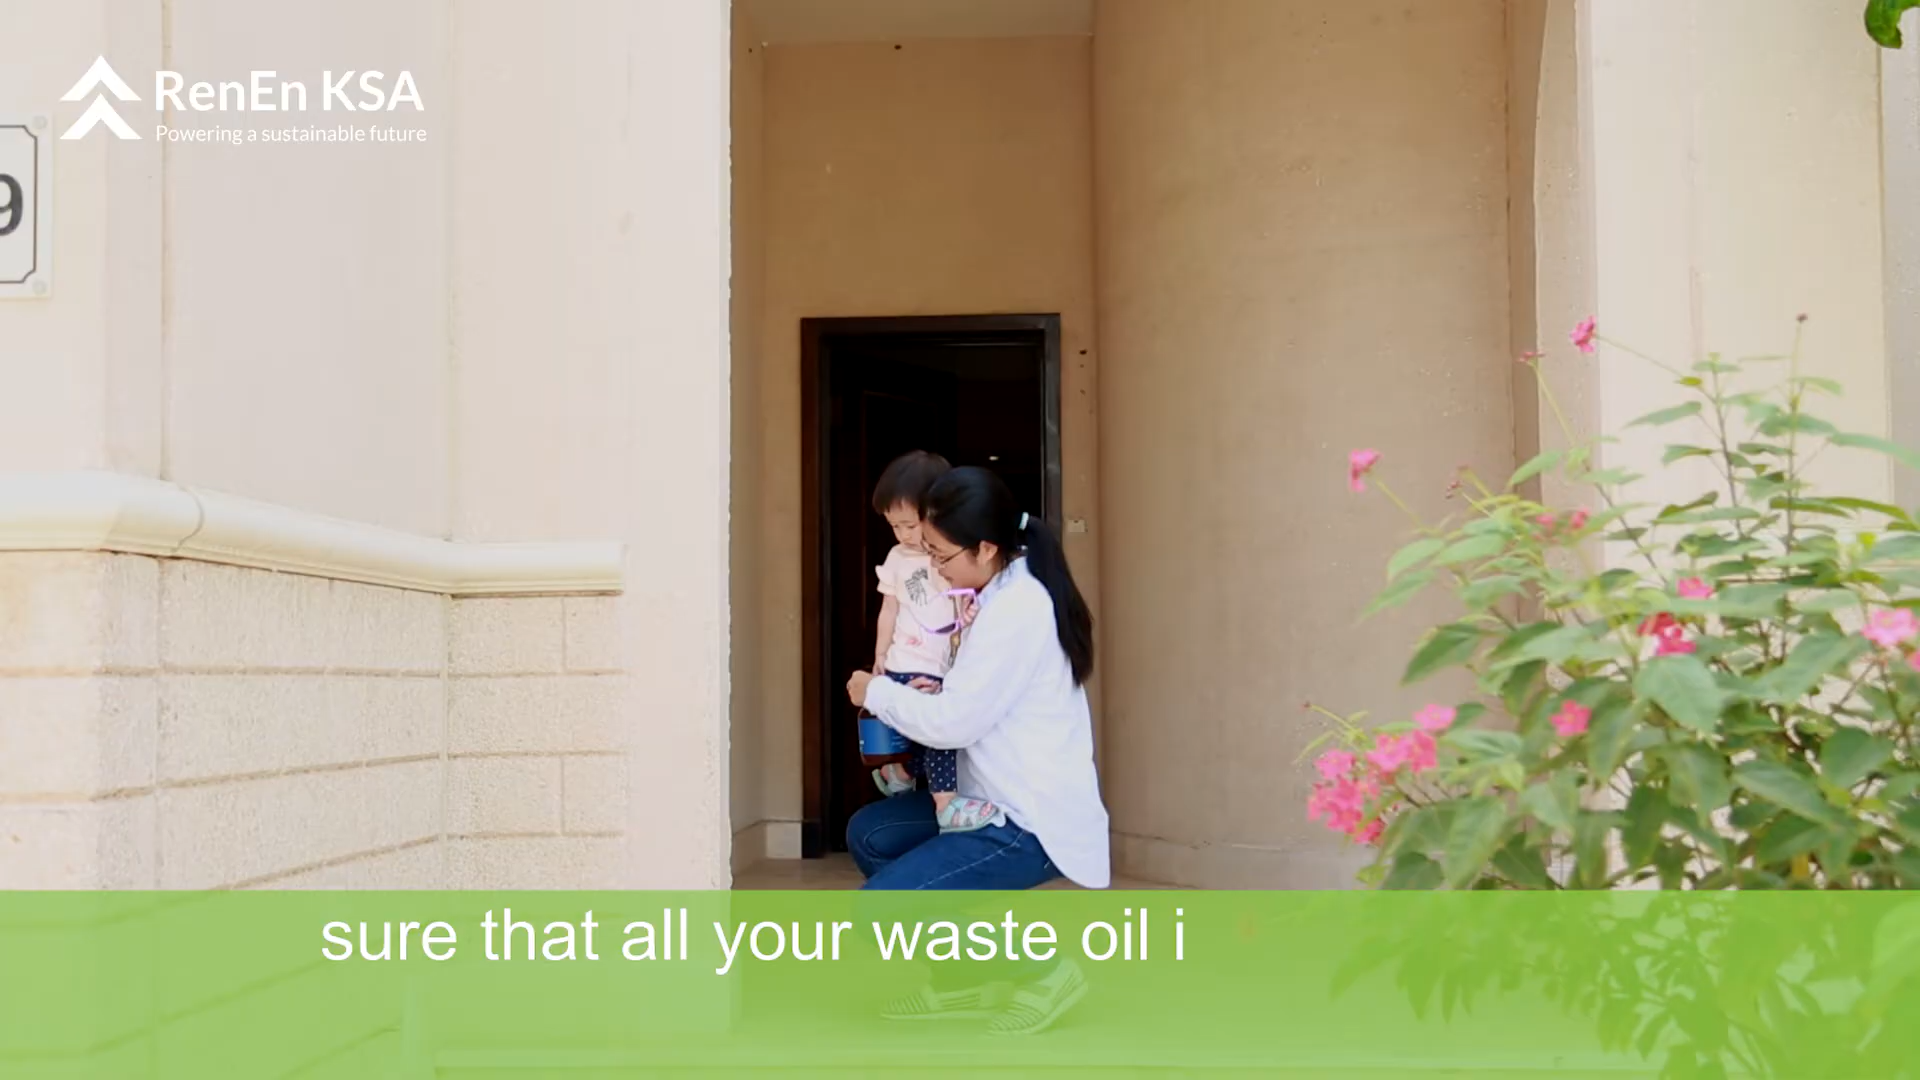 RenEn KSA
Powering a sustainable future
9
sure that all your waste oil i